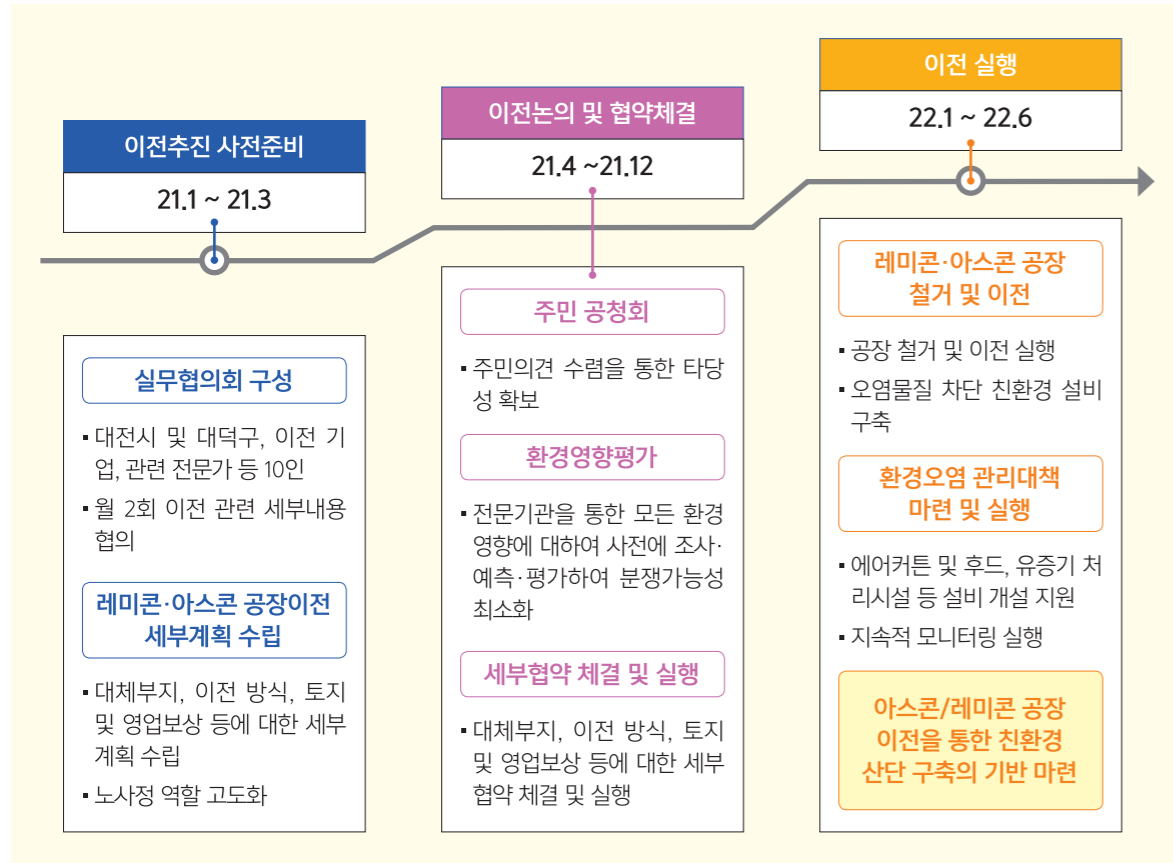 이전추진 사전준비
21.1 ~ 21.3
실무협의회 구성
▪ 대전시 및 대덕구, 이전 기
업, 관련 전문가 등 10인
▪ 월 2회 이전 관련 세부내용
협의
레미콘·아스콘 공장이전
세부계획 수립
▪ 대체부지, 이전 방식, 토지
및 영업보상 등에 대한 세부
계획 수립
▪ 노사정 역할 고도화
이전논의 및 협약체결
21.4 ~21.12
주민 공청회
▪ 주민의견 수렴을 통한 타당
성 확보
환경영향평가
▪ 전문기관을 통한 모든 환경
영향에 대하여 사전에 조사·
예측·평가하여 분쟁가능성
최소화
세부협약 체결 및 실행
▪ 대체부지, 이전 방식, 토지
및 영업보상 등에 대한 세부
협약 체결 및 실행
이전 실행
22.1 ~ 22.6
레미콘·아스콘 공장
철거 및 이전
▪ 공장 철거 및 이전 실행
▪ 오염물질 차단 친환경 설비
구축
환경오염 관리대책
마련 및 실행
▪ 에어커튼 및 후드, 유증기 처
리시설 등 설비 개설 지원
▪ 지속적 모니터링 실행
아스콘/레미콘 공장
이전을 통한 친환경
산단 구축의 기반 마련